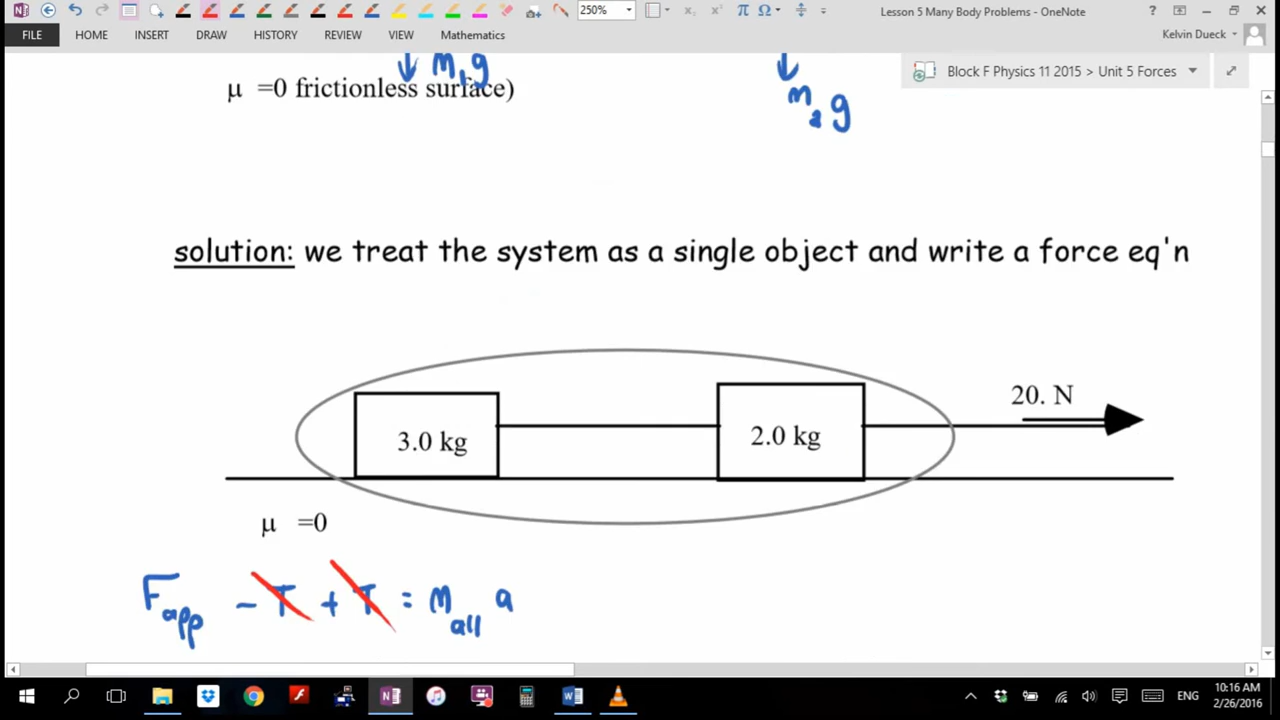 250%
Lesson 5 Many Body Problems - OneNote
FILE HOME INSERT DRAW HISTORY REVIEW VIEW Mathematics
Kelvin Dueck
Block F Physics 11 2015 > Unit 5 Forces
m₁g
μ =0 frictionless surface)
m₂g
solution: we treat the system as a single object and write a force eq'n
20. N
3.0 kg
2.0 kg
μ =0
Fapp - T + T = mall a
ENG
10:16 AM
2/26/2016